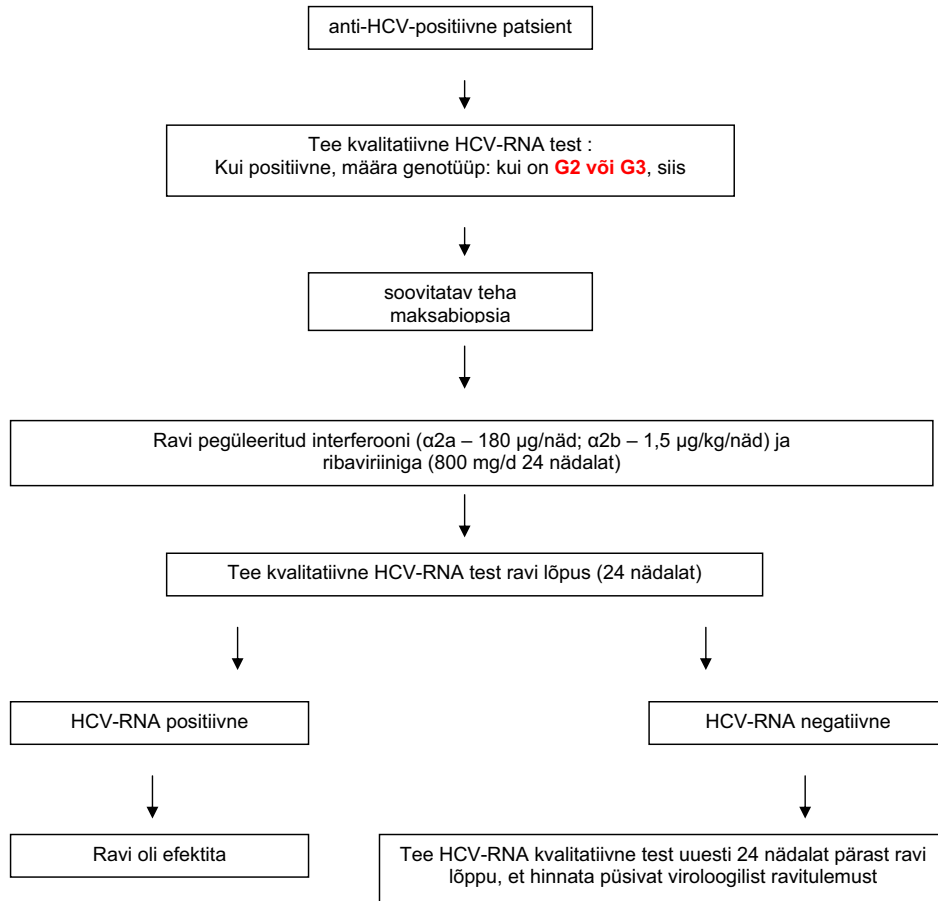 anti-HCV-positiivne patsient
Tee kvalitatiivne HCV-RNA test :
Kui positiivne, määra genotüüp: kui on G2 või G3, siis
soovitatav teha
maksabiopsia
Ravi pegüleeritud interferooni (α2a – 180 µg/näd; α2b – 1,5 µg/kg/näd) ja
ribaviriiniga (800 mg/d 24 nädalat)
Tee kvalitatiivne HCV-RNA test ravi lõpus (24 nädalat)
HCV-RNA positiivne
HCV-RNA negatiivne
Ravi oli efektita
Tee HCV-RNA kvalitatiivne test uuesti 24 nädalat pärast ravi
lõppu, et hinnata püsivat viroloogilist ravitulemust